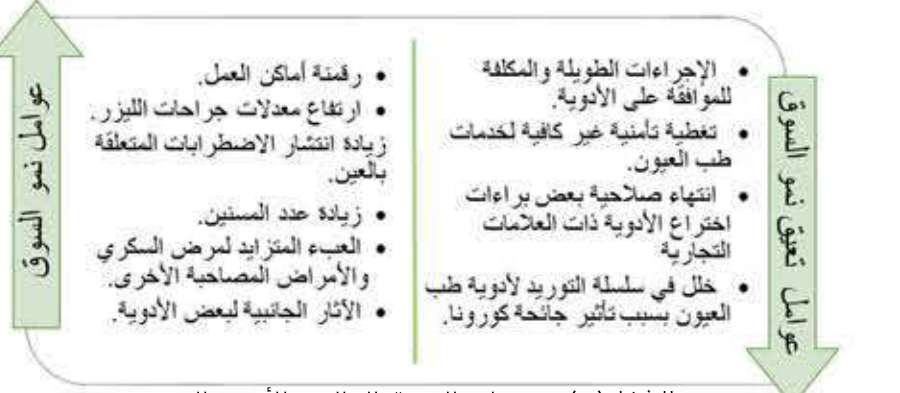 عوامل تعيق نمو السوق
• الإجراءات الطويلة والمكلفة
للموافقة على الأدوية.
• تغطية تأمنية غير كافية لخدمات
طب العيون.
• انتهاء صلاحية بعض براءات
اختراع الأدوية ذات العلامات
التجارية
• خلل في سلسلة التوريد لأدوية طب
العيون بسبب تأثير جائحة كورونا.
• رقمنة أماكن العمل.
• ارتفاع معدلات جراحات الليزر.
زيادة انتشار الاضطرابات المتعلقة
بالعين.
• زيادة عدد المسنين.
• العبء المتزايد لمرض السكري
والأمراض المصاحبة الأخرى.
• الآثار الجانبية لبعض الأدوية.
عوامل نمو السوق